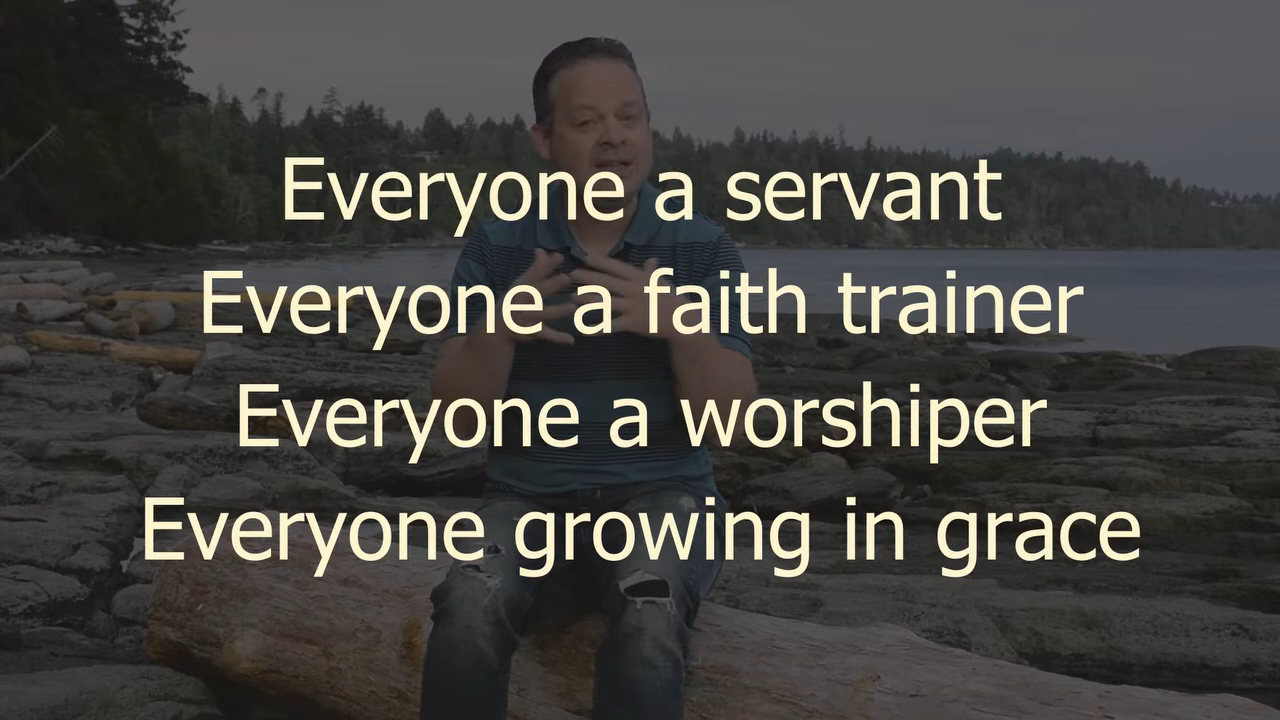 Everyone a servant
Everyone a faith trainer
Everyone a worshiper
Everyone growing in grace